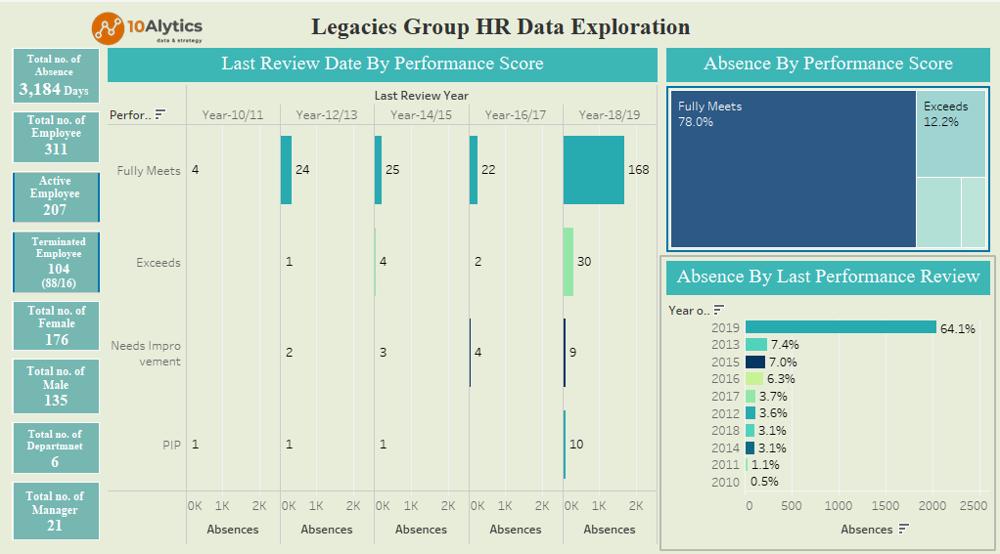 10Alytics
data & strategy
Legacies Group HR Data Exploration
Total no. of
Absence
3,184 Days
Total no. of
Employee
311
Active
Employee
207
Terminated
Employee
104
(88/16)
Total no. of
Female
176
Total no. of
Male
135
Total no. of
Departmnet
6
Total no. of
Manager
21
Last Review Date By Performance Score
Last Review Year
Perfor.. Year-10/11 Year-12/13 Year-14/15 Year-16/17 Year-18/19
Fully Meets 4 24 25 22 168
Exceeds 1 4 2 30
Needs Impro
vement 2 3 4 9
PIP 1 1 1 10
0K 1K 2K 0K 1K 2K 0K 1K 2K 0K 1K 2K 0K 1K 2K
Absences Absences Absences Absences Absences
Absence By Performance Score
Fully Meets
78.0%
Exceeds
12.2%
Absence By Last Performance Review
Year o..
2019 64.1%
2013 7.4%
2015 7.0%
2016 6.3%
2017 3.7%
2012 3.6%
2018 3.1%
2014 3.1%
2011 1.1%
2010 0.5%
0 500 1000 1500 2000 2500
Absences